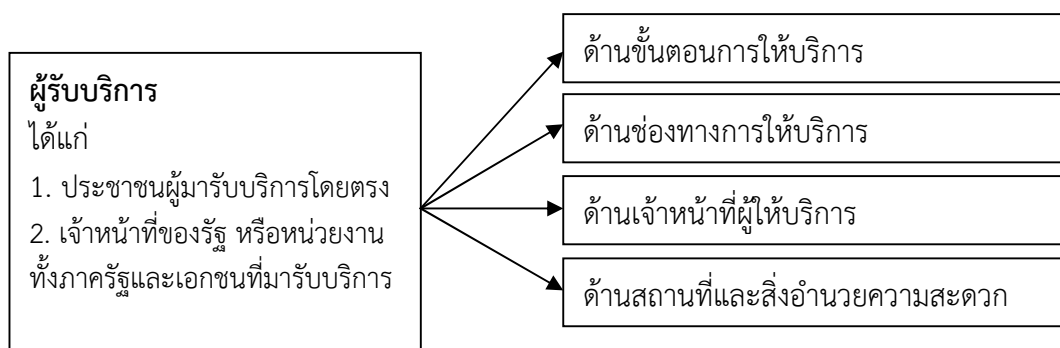 ผู้รับบริการ
ได้แก่
1. ประชาชนผู้มารับบริการโดยตรง
2. เจ้าหน้าที่ของรัฐ หรือหน่วยงาน
ทั้งภาครัฐและเอกชนที่มารับบริการ
ด้านขั้นตอนการให้บริการ
ด้านช่องทางการให้บริการ
ด้านเจ้าหน้าที่ผู้ให้บริการ
ด้านสถานที่และสิ่งอำนวยความสะดวก